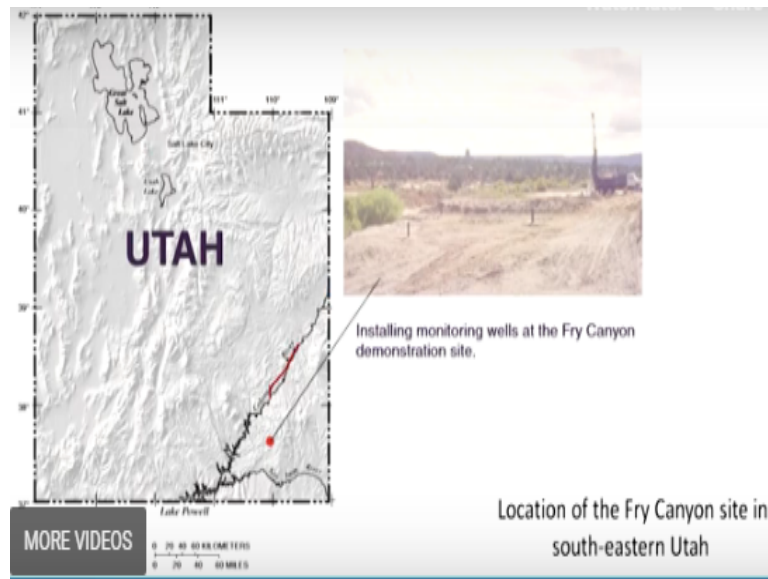 42°
111°
110°
109°
Great
Salt
Lake
41°
Salt Lake City
Utah
Lake
40°
UTAH
39°
Installing monitoring wells at the Fry Canyon
demonstration site.
38°
Lake Powell
Location of the Fry Canyon site in
south-eastern Utah
MORE VIDEOS
0 20 40 60 KILOMETERS
0 20 40 60 MILES